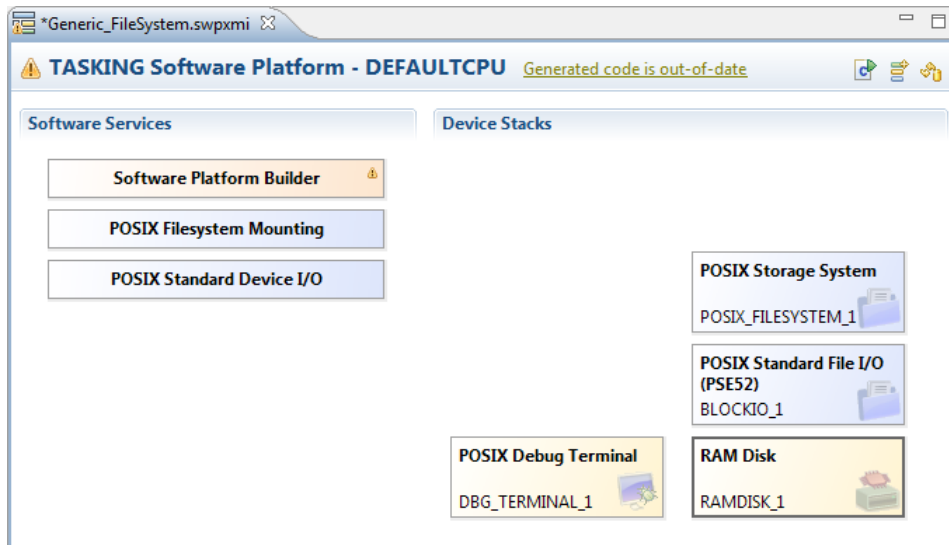 *Generic_FileSystem.swpxmi
TASKING Software Platform - DEFAULTCPU Generated code is out-of-date
Software Services
Device Stacks
Software Platform Builder
POSIX Filesystem Mounting
POSIX Standard Device I/O
POSIX Storage System
POSIX_FILESYSTEM_1
POSIX Standard File I/O
(PSE52)
BLOCKIO_1
POSIX Debug Terminal
DBG_TERMINAL_1
RAM Disk
RAMDISK_1